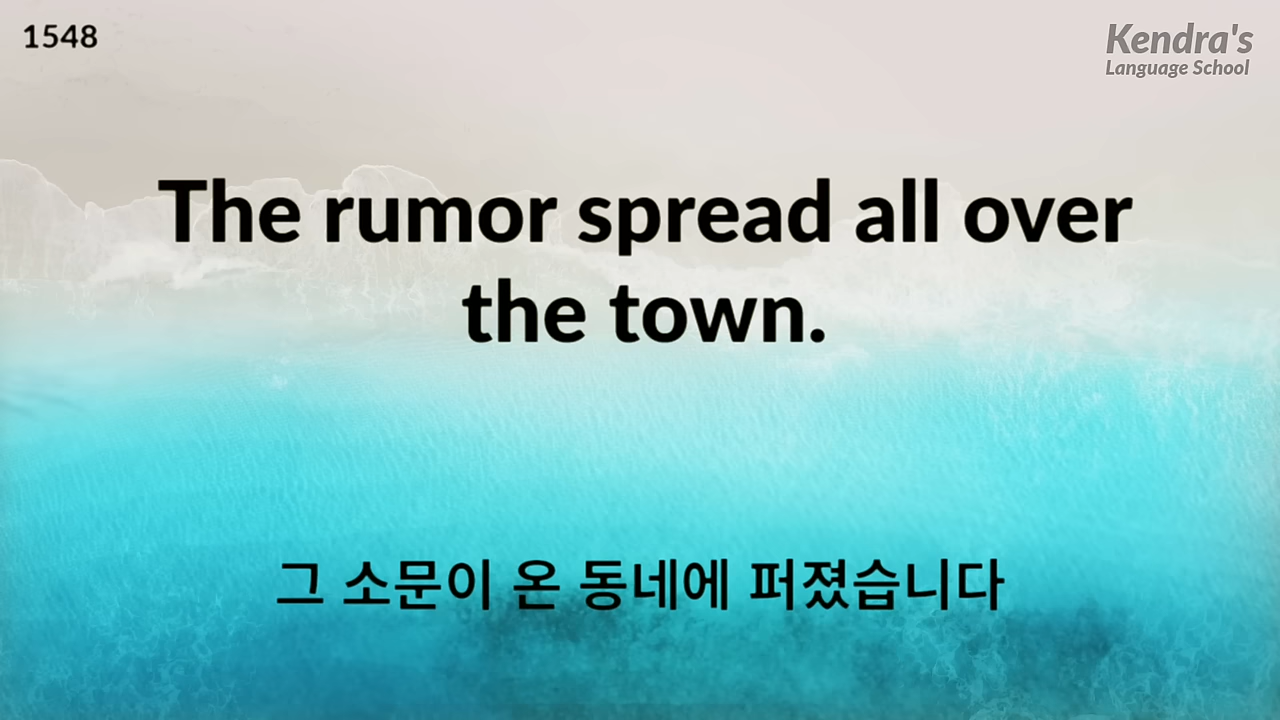 1548
Kendra's
Language School
The rumor spread all over
the town.
그 소문이 온 동네에 퍼졌습니다